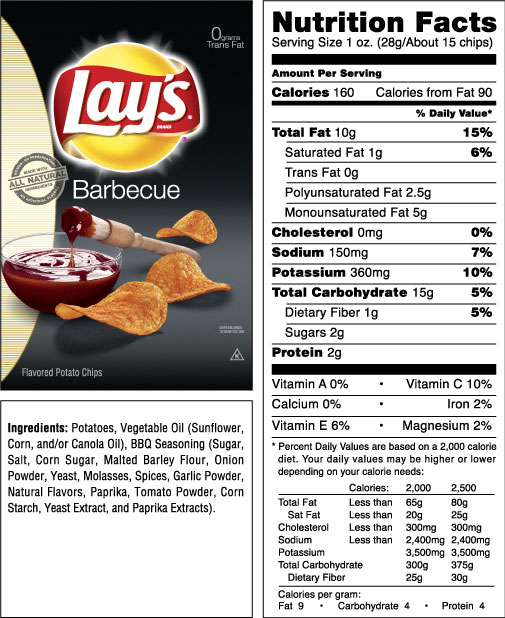 0 grams
Trans Fat
Lay's
BRAND
®
MADE WITH
ALL NATURAL
INGREDIENTS
Barbecue
K
Flavored Potato Chips
Ingredients: Potatoes, Vegetable Oil (Sunflower,
Corn, and/or Canola Oil), BBQ Seasoning (Sugar,
Salt, Corn Sugar, Malted Barley Flour, Onion
Powder, Yeast, Molasses, Spices, Garlic Powder,
Natural Flavors, Paprika, Tomato Powder, Corn
Starch, Yeast Extract, and Paprika Extracts).
Nutrition Facts
Serving Size 1 oz. (28g/About 15 chips)
Amount Per Serving
Calories 160 Calories from Fat 90
% Daily Value*
Total Fat 10g 15%
Saturated Fat 1g 6%
Trans Fat 0g
Polyunsaturated Fat 2.5g
Monounsaturated Fat 5g
Cholesterol 0mg 0%
Sodium 150mg 7%
Potassium 360mg 10%
Total Carbohydrate 15g 5%
Dietary Fiber 1g 5%
Sugars 2g
Protein 2g
Vitamin A 0% • Vitamin C 10%
Calcium 0% • Iron 2%
Vitamin E 6% • Magnesium 2%
* Percent Daily Values are based on a 2,000 calorie
diet. Your daily values may be higher or lower
depending on your calorie needs:
Calories: 2,000 2,500
Total Fat Less than 65g 80g
Sat Fat Less than 20g 25g
Cholesterol Less than 300mg 300mg
Sodium Less than 2,400mg 2,400mg
Potassium 3,500mg 3,500mg
Total Carbohydrate 300g 375g
Dietary Fiber 25g 30g
Calories per gram:
Fat 9 • Carbohydrate 4 • Protein 4